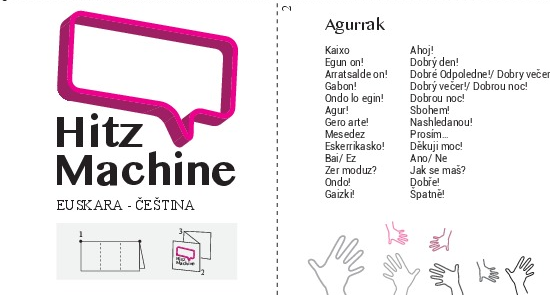 Hitz
Machine
EUSKARA - ČEŠTINA
1
3
Hitz
Machine
2
2
Agurrak
Kaixo Ahoj!
Egun on! Dobrý den!
Arratsalde on! Dobré Odpoledne!/ Dobry večer
Gabon! Dobrý večer!/ Dobrou noc!
Ondo lo egin! Dobrou noc!
Agur! Sbohem!
Gero arte! Nashledanou!
Mesedez Prosím...
Eskerrikasko! Děkuji moc!
Bai/ Ez Ano/ Ne
Zer moduz? Jak se maš?
Ondo! Dobře!
Gaizki! Špatně!